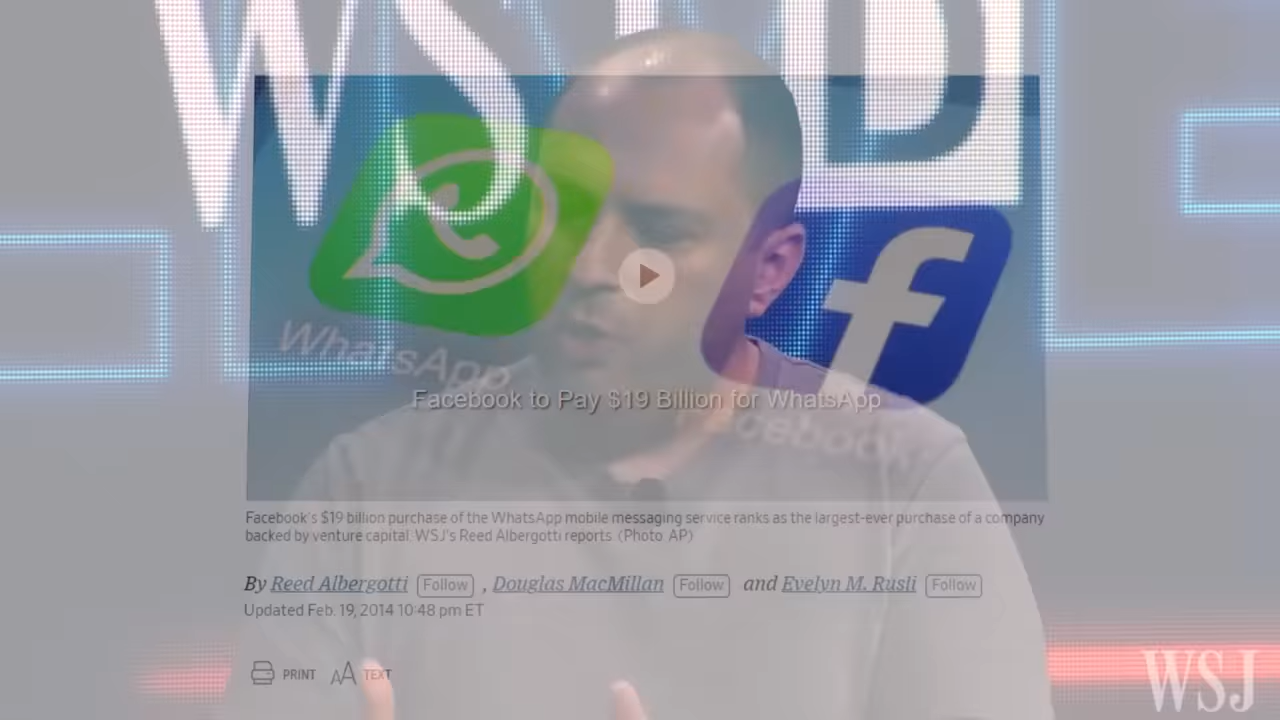 WSJD
WhatsApp
Facebook to Pay $19 Billion for WhatsApp
Facebook
Facebook's $19 billion purchase of the WhatsApp mobile messaging service ranks as the largest-ever purchase of a company
backed by venture capital. WSJ's Reed Albergotti reports. (Photo: AP)
By Reed Albergotti Follow , Douglas MacMillan Follow and Evelyn M. Rusli Follow
Updated Feb. 19, 2014 10:48 pm ET
PRINT AA TEXT
WSJ